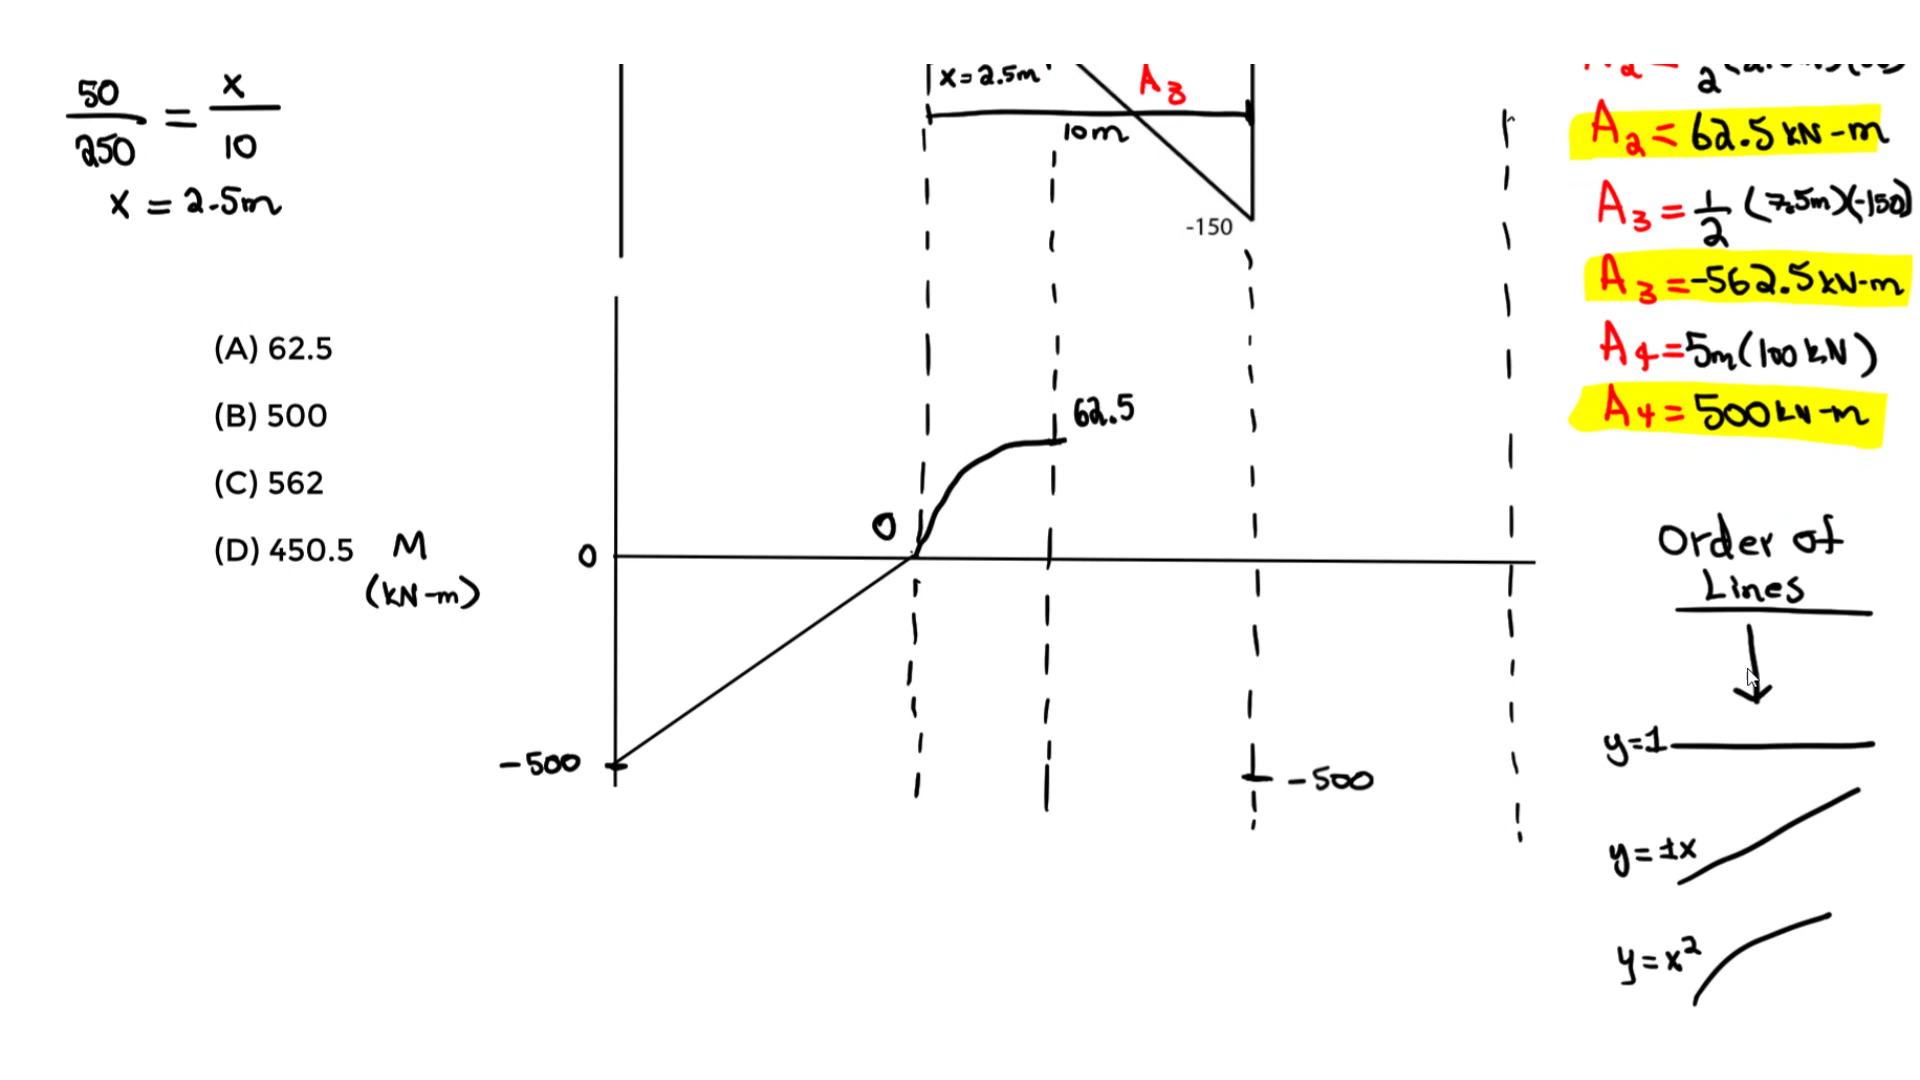 50/250 = x/10
x = 2.5m
(A) 62.5
(B) 500
(C) 562
(D) 450.5
M
(kN-m)
x = 2.5m
A3
10m
-150
62.5
0
0
-500
-500
A2 = 62.5 kN-m
A3 = 1/2 (7.5m)(-150)
A3 = -562.5 kN-m
A4 = 5m(100 kN)
A4 = 500 kN-m
Order of
Lines
y=1
y=1x
y=x²